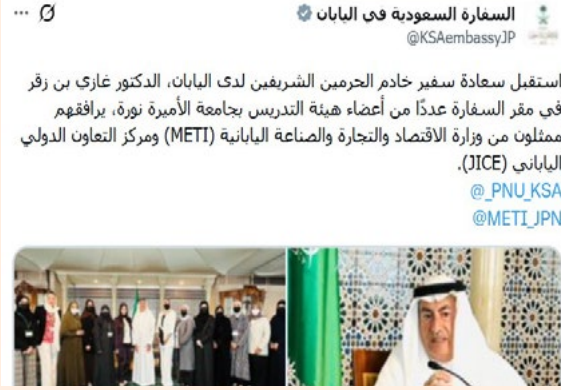 السفارة السعودية في اليابان
@KSAembassyJP
استقبل سعادة سفير خادم الحرمين الشريفين لدى اليابان، الدكتور غازي بن زقر
في مقر السفارة عددًا من أعضاء هيئة التدريس بجامعة الأميرة نورة، يرافقهم
ممثلون من وزارة الاقتصاد والتجارة والصناعة اليابانية (METI) ومركز التعاون الدولي
الياباني (JICE).
@_PNU_KSA
@METI_JPN